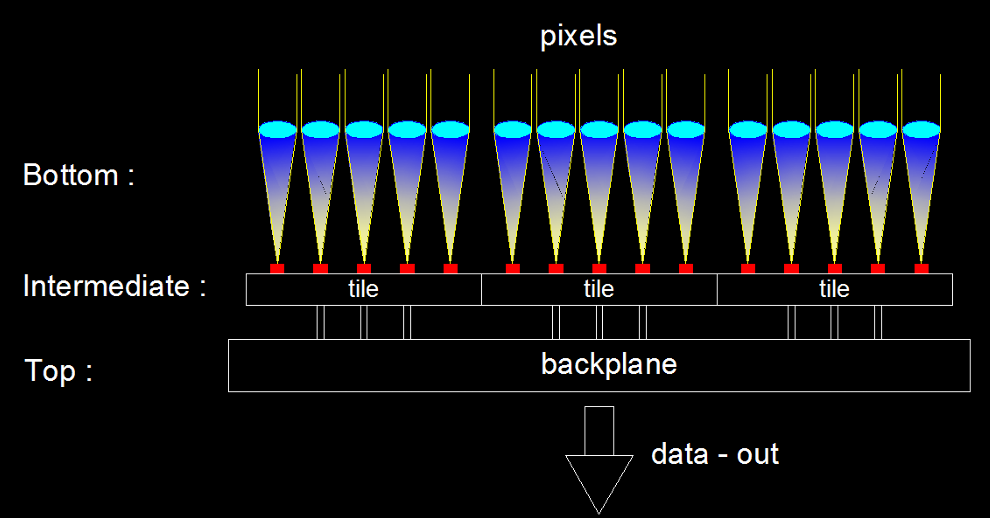 pixels
Bottom :
Intermediate :
tile
tile
tile
Top :
backplane
data - out